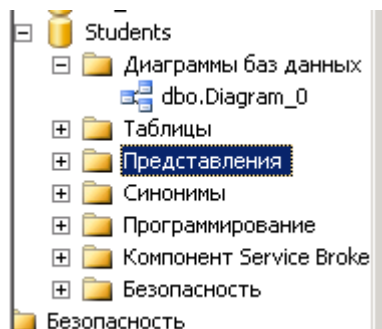 Students
Диаграммы баз данных
dbo.Diagram_0
Таблицы
Представления
Синонимы
Программирование
Компонент Service Broke
Безопасность
Безопасность